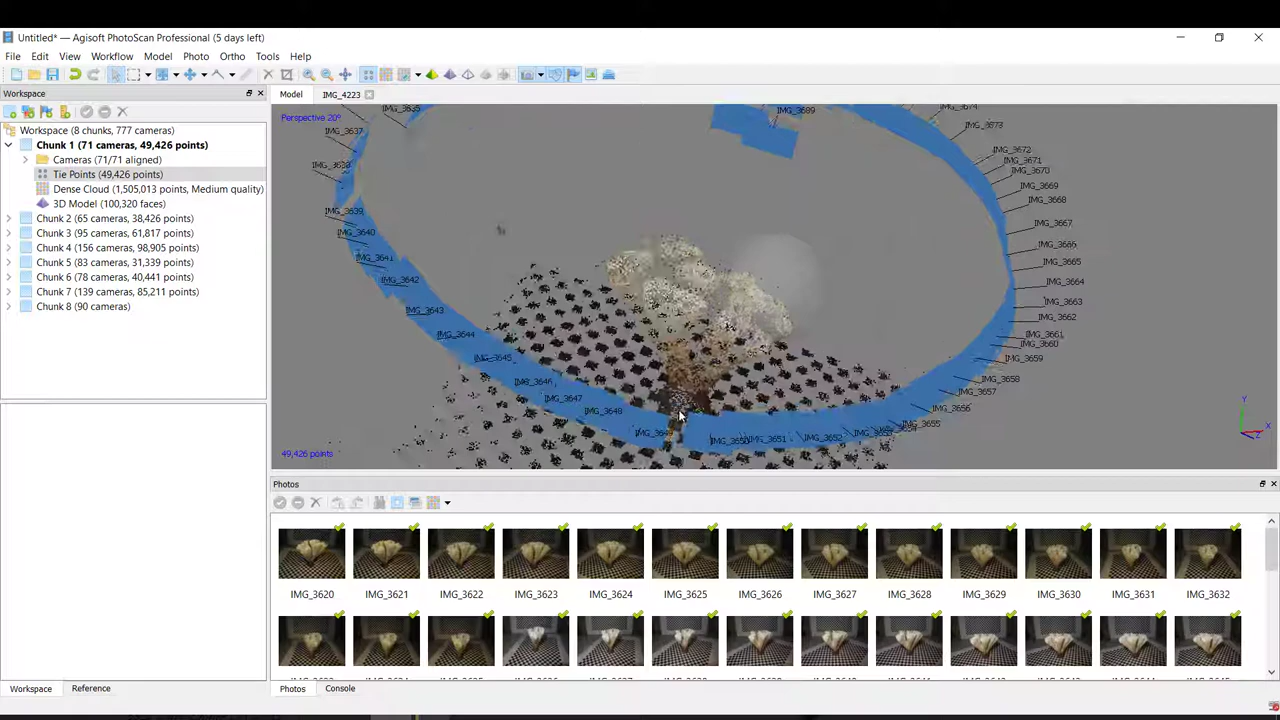 Untitled* — Agisoft PhotoScan Professional (5 days left)
File Edit View Workflow Model Photo Ortho Tools Help
Workspace
Workspace (8 chunks, 777 cameras)
Chunk 1 (71 cameras, 49,426 points)
Cameras (71/71 aligned)
Tie Points (49,426 points)
Dense Cloud (1,505,013 points, Medium quality)
3D Model (100,320 faces)
Chunk 2 (65 cameras, 38,426 points)
Chunk 3 (95 cameras, 61,817 points)
Chunk 4 (156 cameras, 98,905 points)
Chunk 5 (83 cameras, 31,339 points)
Chunk 6 (78 cameras, 40,441 points)
Chunk 7 (139 cameras, 85,211 points)
Chunk 8 (90 cameras)
Model IMG_4223
Perspective 20°
IMG_3637
IMG_3639
IMG_3640
IMG_3641
IMG_3642
IMG_3643
IMG_3644
IMG_3645
IMG_3646
IMG_3647
IMG_3648
IMG_3689
IMG_3673
IMG_3672
IMG_3671
IMG_3670
IMG_3669
IMG_3668
IMG_3667
IMG_3665
IMG_3664
IMG_3663
IMG_3662
IMG_3661
IMG_3660
IMG_3659
IMG_3658
IMG_3657
IMG_3656
IMG_3652
49,426 points
Y
X
Z
Photos
IMG_3620 IMG_3621 IMG_3622 IMG_3623 IMG_3624 IMG_3625 IMG_3626 IMG_3627 IMG_3628 IMG_3629 IMG_3630 IMG_3631 IMG_3632
Workspace Reference
Photos Console